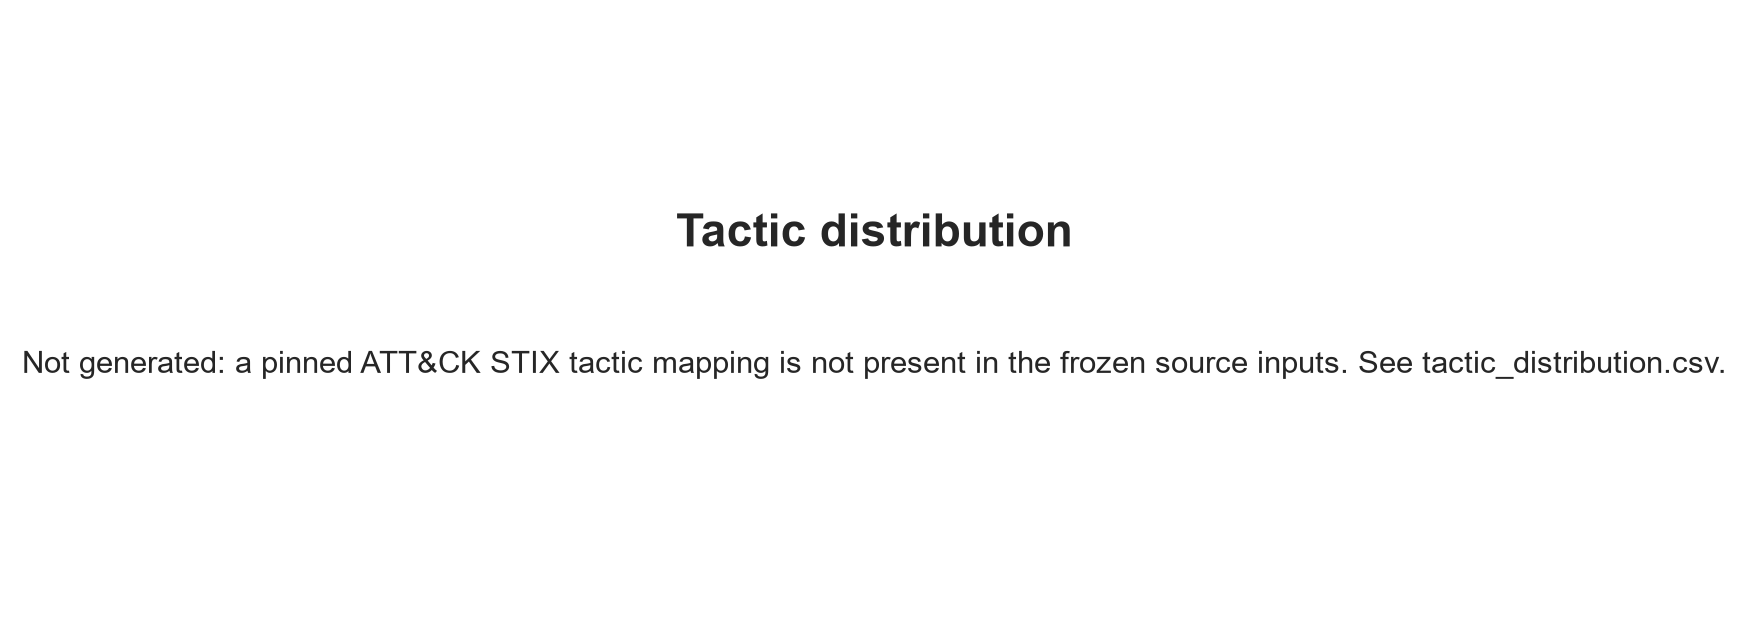 Tactic distribution
Not generated: a pinned ATT&CK STIX tactic mapping is not present in the frozen source inputs. See tactic_distribution.csv.